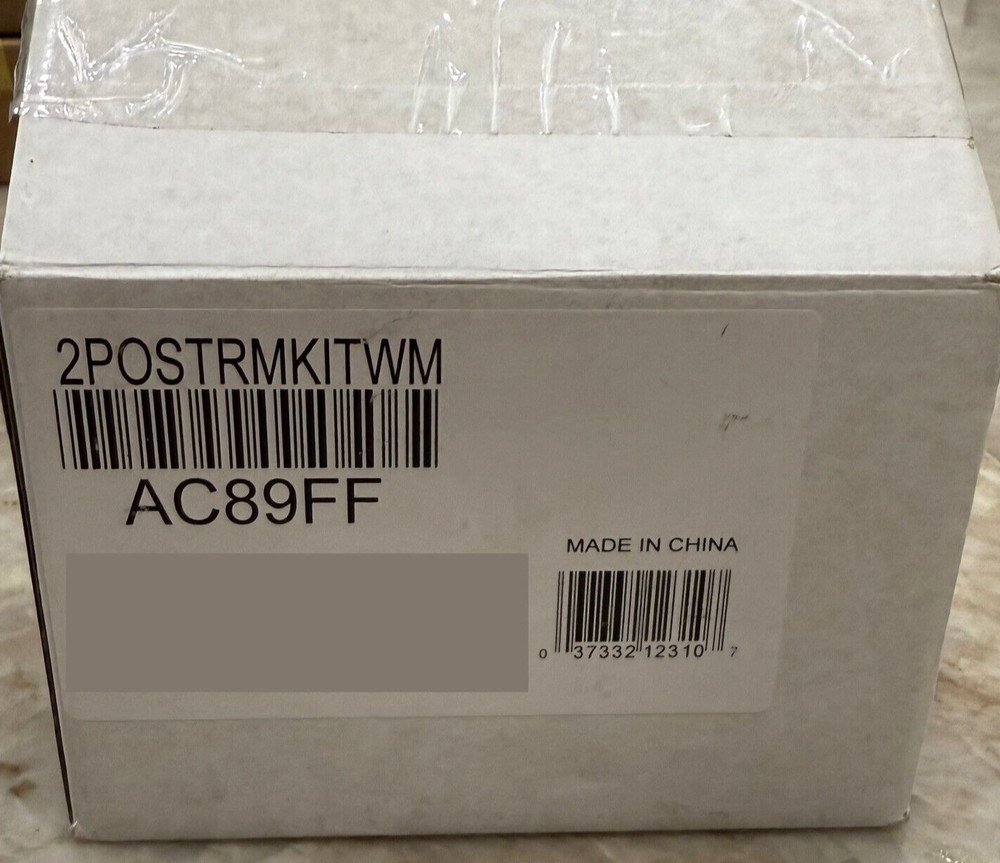 2POSTRMKITWM
AC89FF
MADE IN CHINA
0 37332 12310 7